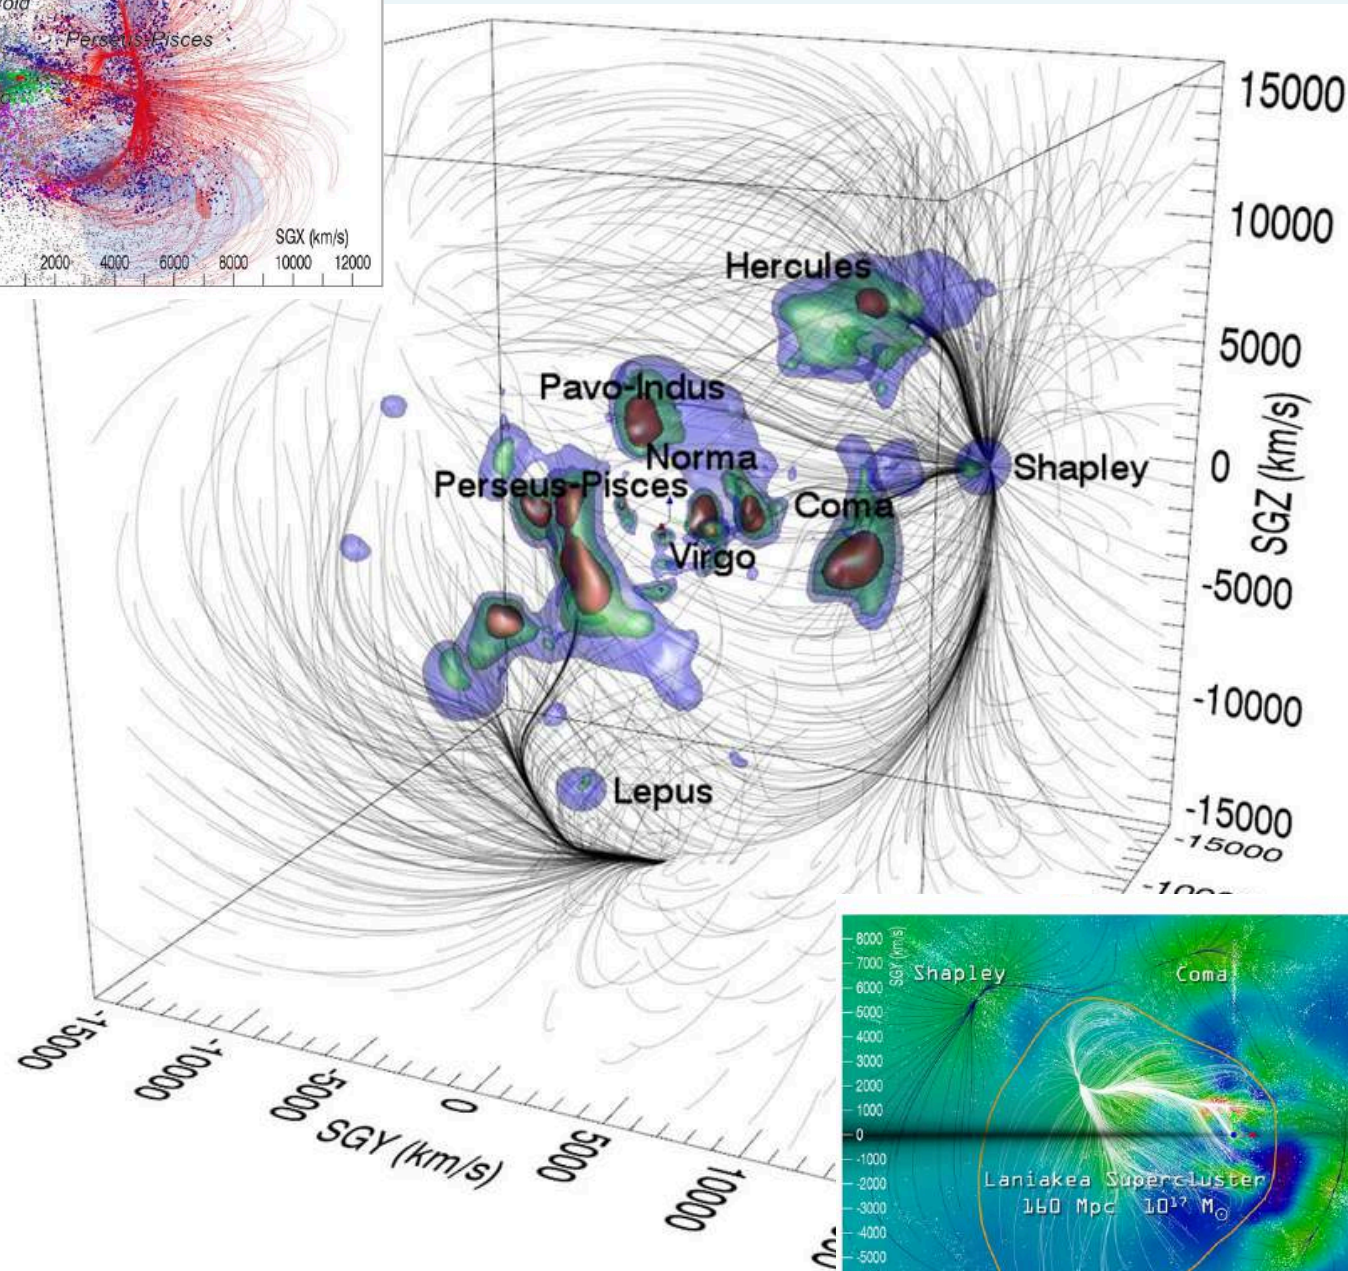 Perseus-Pisces
SGX (km/s)
2000 4000 6000 8000 10000 12000
15000
10000
5000
0
-5000
-10000
-15000
SGZ (km/s)
-15000
Hercules
Pavo-Indus
Norma
Perseus-Pisces
Shapley
Coma
Virgo
Lepus
-15000
-10000
-5000
0
5000
10000
SGY (km/s)
8000
7000
6000
5000
4000
3000
2000
1000
0
-1000
-2000
-3000
-4000
-5000
SGY (km/s)
Shapley
Coma
Laniakea Supercluster
160 Mpc 10¹⁷ M☉